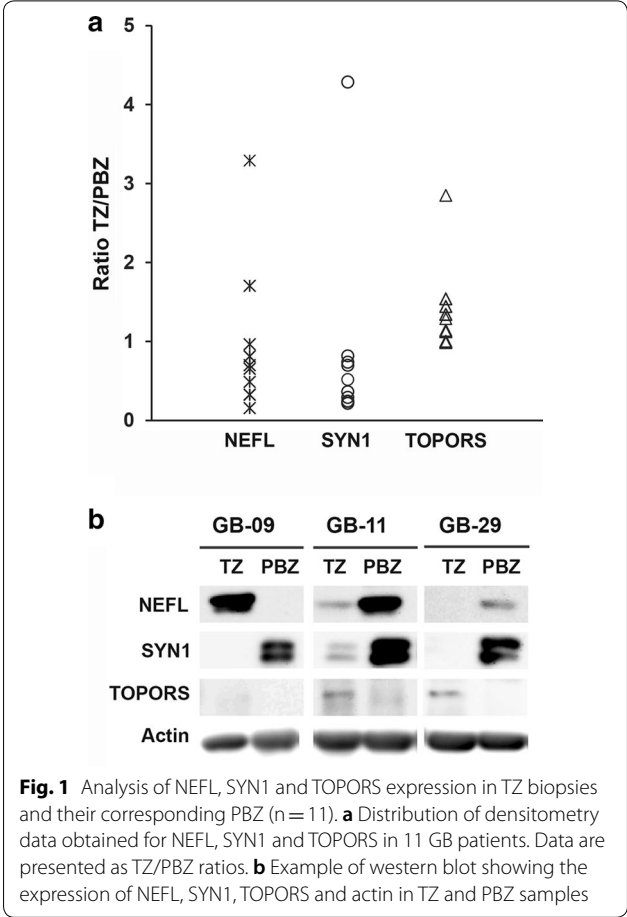 a
5
4
3
2
1
0
Ratio TZ/PBZ
NEFL SYN1 TOPORS
b
GB-09 GB-11 GB-29
TZ PBZ TZ PBZ TZ PBZ
NEFL
SYN1
TOPORS
Actin
Fig. 1 Analysis of NEFL, SYN1 and TOPORS expression in TZ biopsies
and their corresponding PBZ (n = 11). a Distribution of densitometry
data obtained for NEFL, SYN1 and TOPORS in 11 GB patients. Data are
presented as TZ/PBZ ratios. b Example of western blot showing the
expression of NEFL, SYN1, TOPORS and actin in TZ and PBZ samples